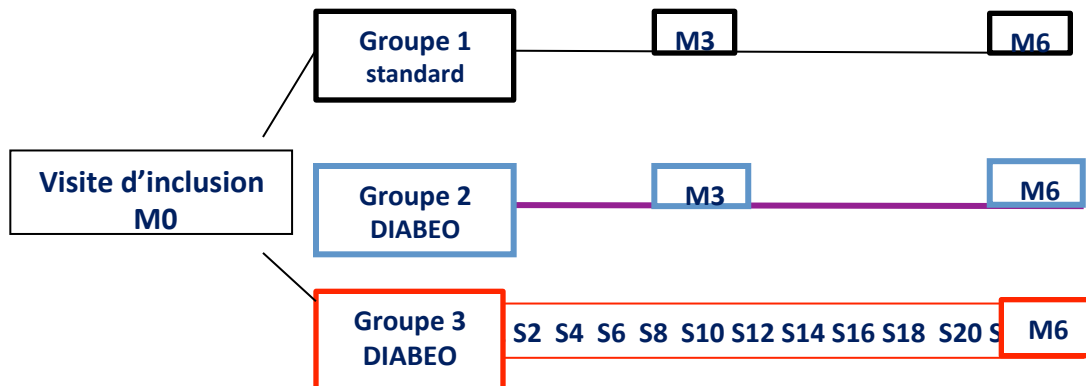 Groupe 1
standard
M3
M6
Visite d'inclusion
M0
Groupe 2
DIABEO
M3
M6
Groupe 3
DIABEO
S2 S4 S6 S8 S10 S12 S14 S16 S18 S20 S
M6